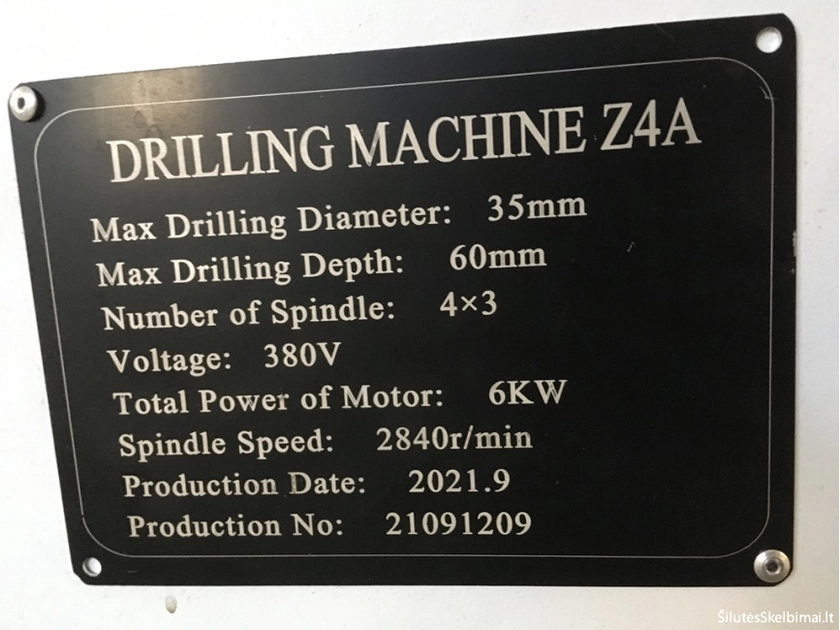 DRILLING MACHINE Z4A
Max Drilling Diameter: 35mm
Max Drilling Depth: 60mm
Number of Spindle: 4×3
Voltage: 380V
Total Power of Motor: 6KW
Spindle Speed: 2840r/min
Production Date: 2021.9
Production No: 21091209
ŠilutėsSkelbimai.lt